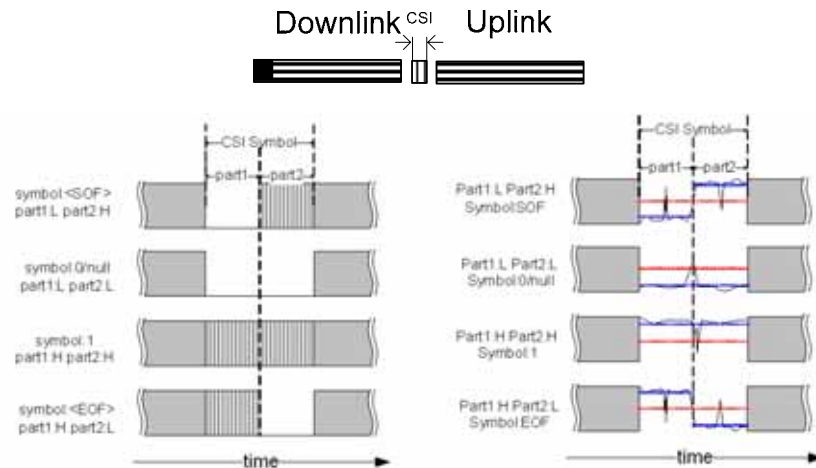 Downlink CSI Uplink
CSI Symbol
part1 part2
symbol:<SOF>
part1:L part2:H
symbol:0/null
part1:L part2:L
symbol:1
part1:H part2:H
symbol:<EOF>
part1:H part2:L
time
CSI Symbol
part1 part2
Part1:L Part2:H
Symbol:SOF
Part1:L Part2:L
Symbol:0/null
Part1:H Part2:H
Symbol:1
Part1:H Part2:L
Symbol:EOF
time